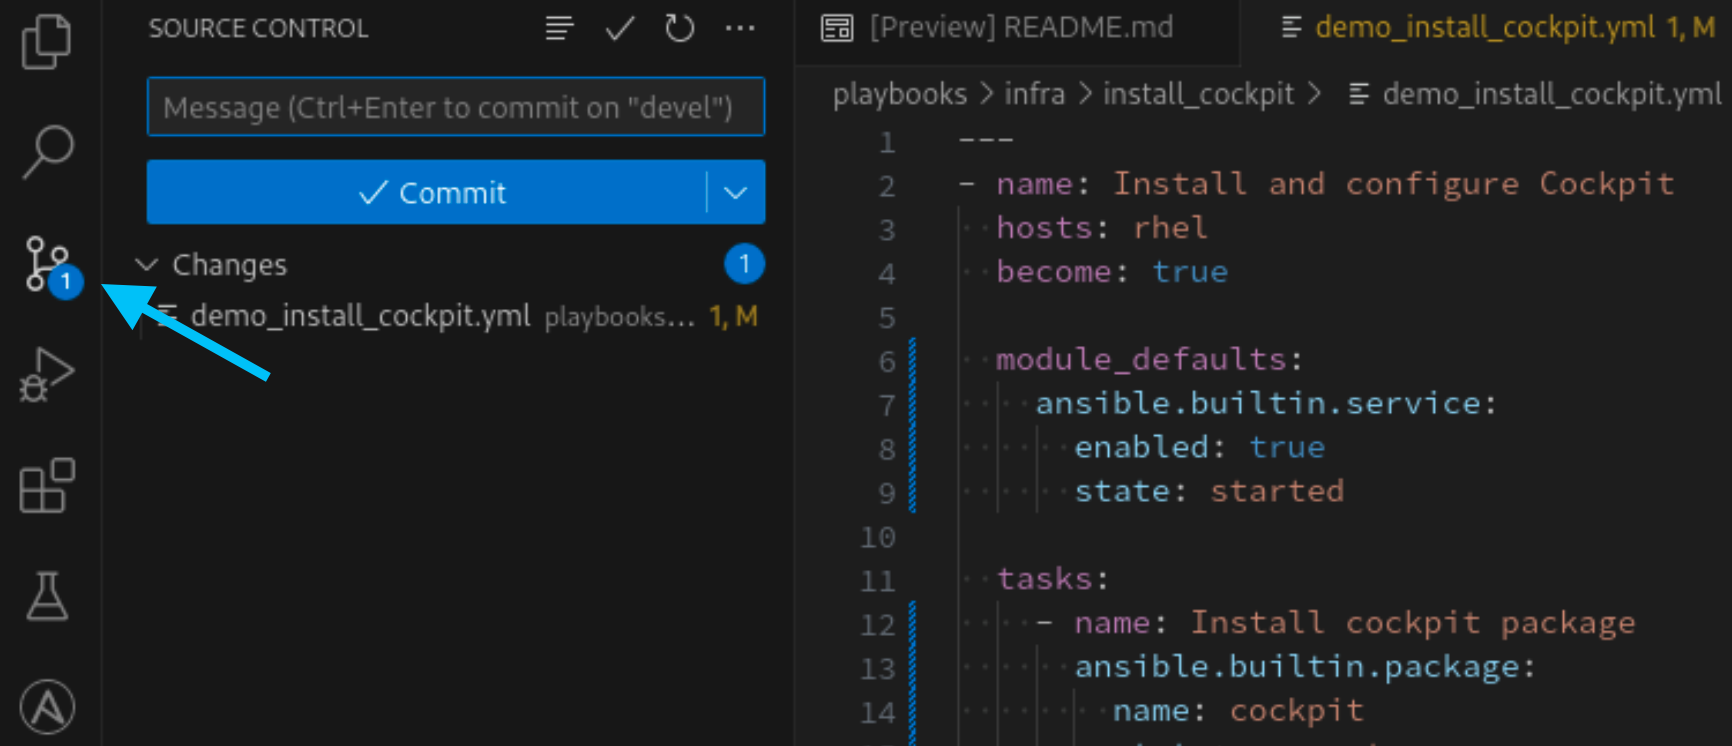 SOURCE CONTROL
Message (Ctrl+Enter to commit on "devel")
Commit
1
Changes
1
demo_install_cockpit.yml playbooks... 1, M
[Preview] README.md
demo_install_cockpit.yml 1, M
playbooks > infra > install_cockpit > demo_install_cockpit.yml
1 ---
2 - name: Install and configure Cockpit
3 hosts: rhel
4 become: true
5
6 module_defaults:
7 ansible.builtin.service:
8 enabled: true
9 state: started
10
11 tasks:
12 - name: Install cockpit package
13 ansible.builtin.package:
14 name: cockpit